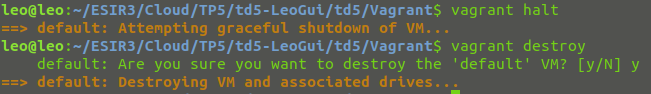 leo@leo:~/ESIR3/Cloud/TP5/td5-LeoGui/td5/Vagrant$ vagrant halt
==> default: Attempting graceful shutdown of VM...
leo@leo:~/ESIR3/Cloud/TP5/td5-LeoGui/td5/Vagrant$ vagrant destroy
    default: Are you sure you want to destroy the 'default' VM? [y/N] y
==> default: Destroying VM and associated drives...